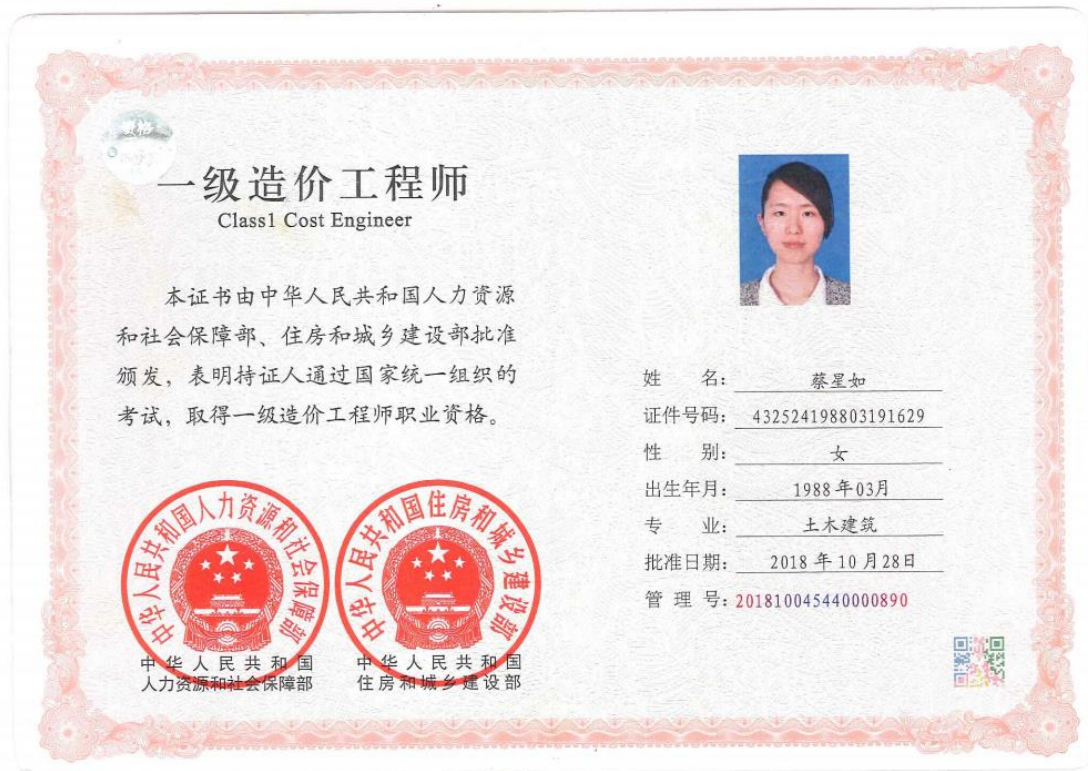 一级造价工程师
Class1 Cost Engineer
本证书由中华人民共和国人力资源
和社会保障部、住房和城乡建设部批准
颁发，表明持证人通过国家统一组织的
考试，取得一级造价工程师职业资格。
中华人民共和国人力资源和社会保障部
中华人民共和国住房和城乡建设部
中华人民共和国
人力资源和社会保障部
中华人民共和国
住房和城乡建设部
姓 名：蔡星如
证件号码：432524198803191629
性 别：女
出生年月：1988年03月
专 业：土木建筑
批准日期：2018年10月28日
管 理 号：201810045440000890